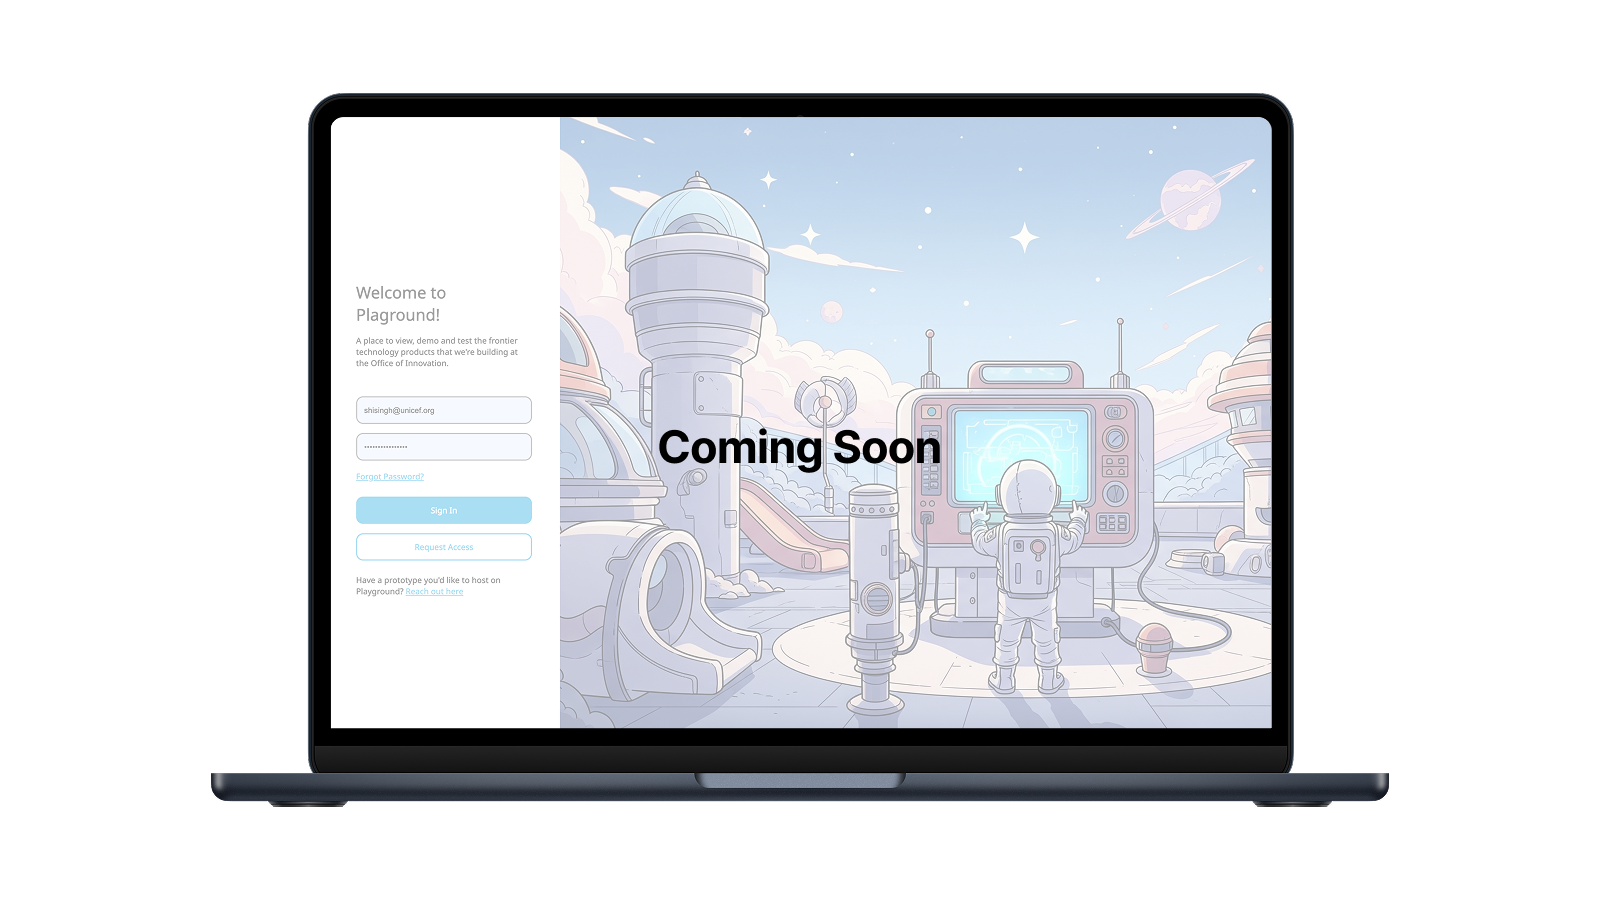 Welcome to
Plaground!
A place to view, demo and test the frontier
technology products that we're building at
the Office of Innovation.
shisingh@unicef.org
••••••••••••••••
Forgot Password?
Sign In
Request Access
Have a prototype you'd like to host on
Playground? Reach out here
Coming Soon